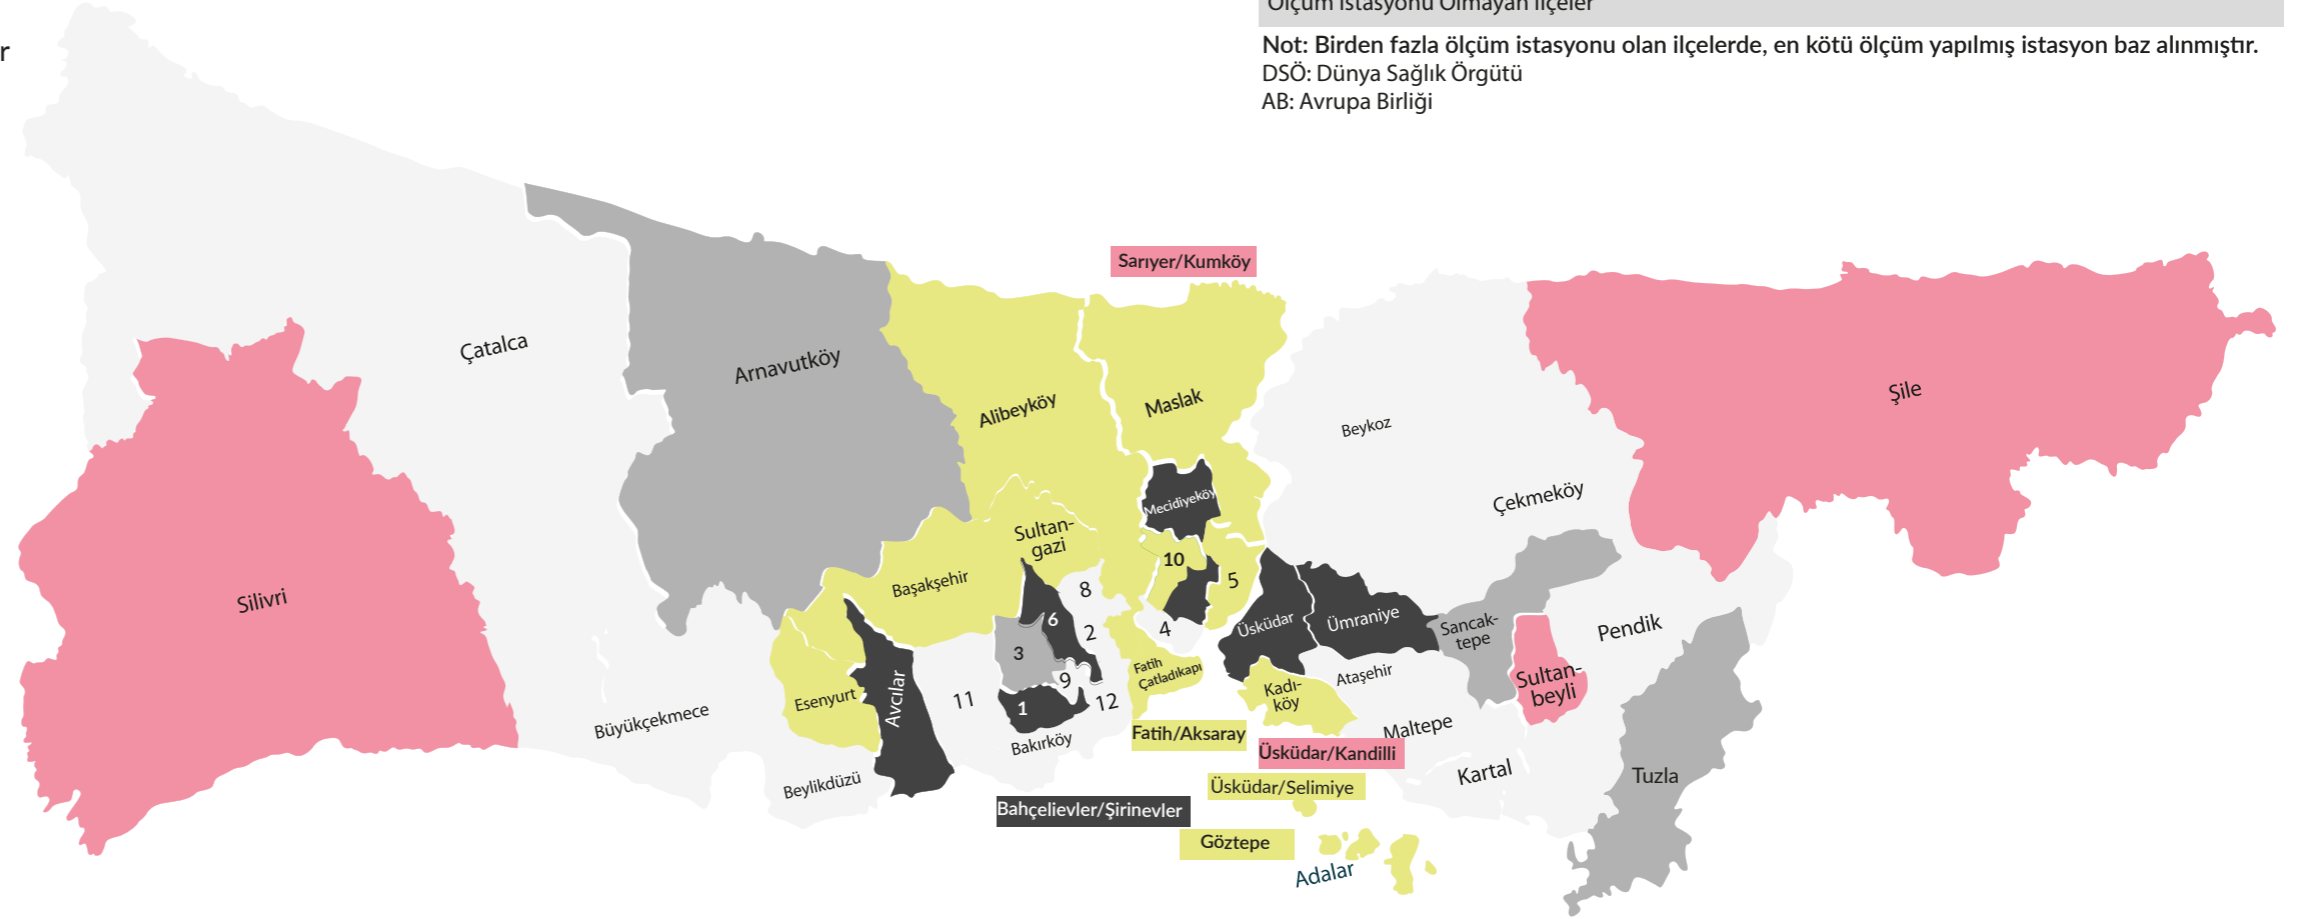 Ölçüm İstasyonu Olmayan İlçeler
r
Not: Birden fazla ölçüm istasyonu olan ilçelerde, en kötü ölçüm yapılmış istasyon baz alınmıştır.
DSÖ: Dünya Sağlık Örgütü
AB: Avrupa Birliği
Sarıyer/Kumköy
Çatalca
Arnavutköy
Alibeyköy
Maslak
Beykoz
Şile
Mecidiyeköy
Çekmeköy
Sultan-
gazi
Başakşehir
Silivri
10
5
8
6
2
4
3
9
11
1
12
Üsküdar
Ümraniye
Sancak-
tepe
Pendik
Fatih
Çatladıkapı
Kadı-
köy
Ataşehir
Sultan-
beyli
Esenyurt
Avcılar
Büyükçekmece
Bakırköy
Fatih/Aksaray
Maltepe
Üsküdar/Kandilli
Beylikdüzü
Kartal
Tuzla
Üsküdar/Selimiye
Bahçelievler/Şirinevler
Göztepe
Adalar